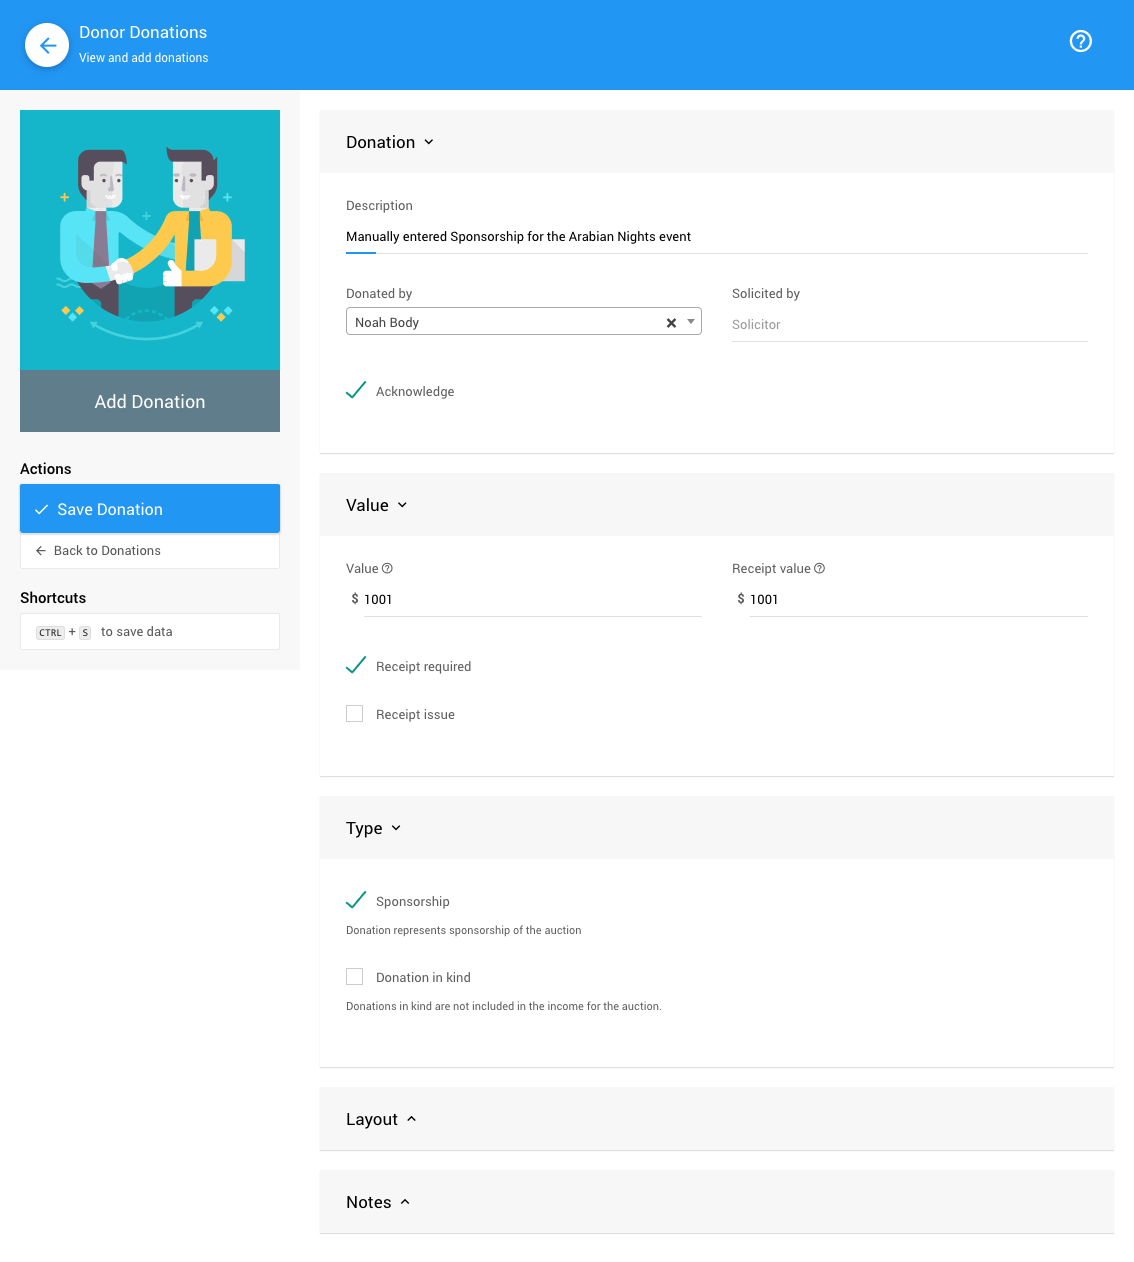 Donor Donations
View and add donations
Add Donation
Actions
Save Donation
Back to Donations
Shortcuts
CTRL + S to save data
Donation
Description
Manually entered Sponsorship for the Arabian Nights event
Donated by
Solicited by
Noah Body
Solicitor
Acknowledge
Value
Value
Receipt value
$ 1001
$ 1001
Receipt required
Receipt issue
Type
Sponsorship
Donation represents sponsorship of the auction
Donation in kind
Donations in kind are not included in the income for the auction.
Layout
Notes